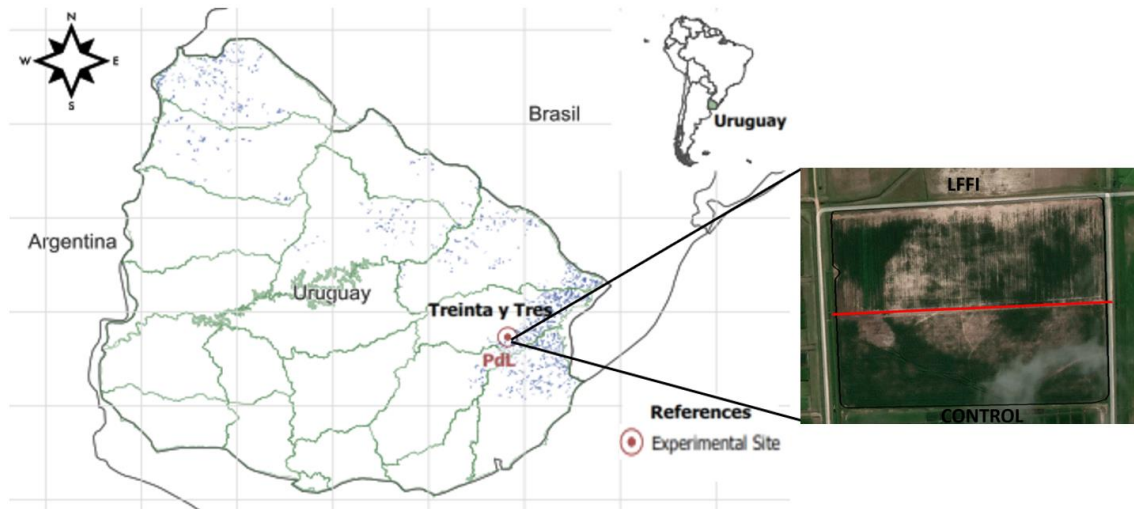 N
W
E
S
Brasil
Uruguay
Argentina
Uruguay
Treinta y Tres
PdL
References
Experimental Site
LFFI
CONTROL